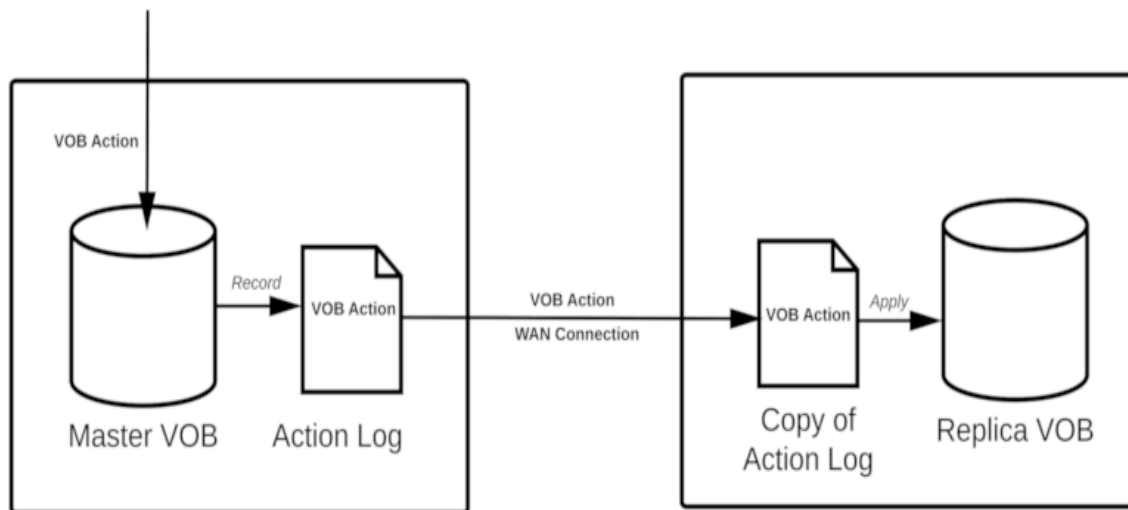 VOB Action
Record
VOB Action
Master VOB
Action Log
VOB Action
WAN Connection
VOB Action
Apply
Copy of
Action Log
Replica VOB